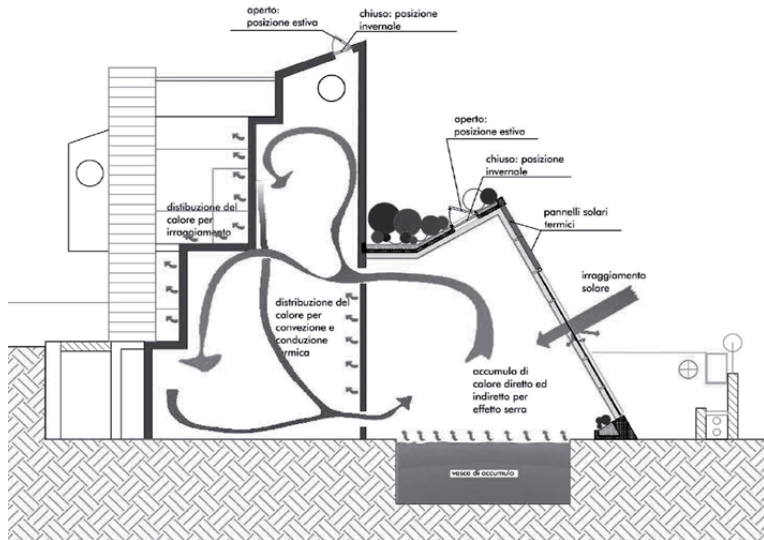 aperto:
posizione estiva
chiuso: posizione
invernale
aperto:
posizione estiva
chiuso: posizione
invernale
pannelli solari
termici
distibuzione del
calore per
irraggiamento
irraggiamento
solare
distribuzione del
calore per
convezione e
conduzione
termica
accumulo di
calore diretto ed
indiretto per
effetto serra
vasca di accumulo